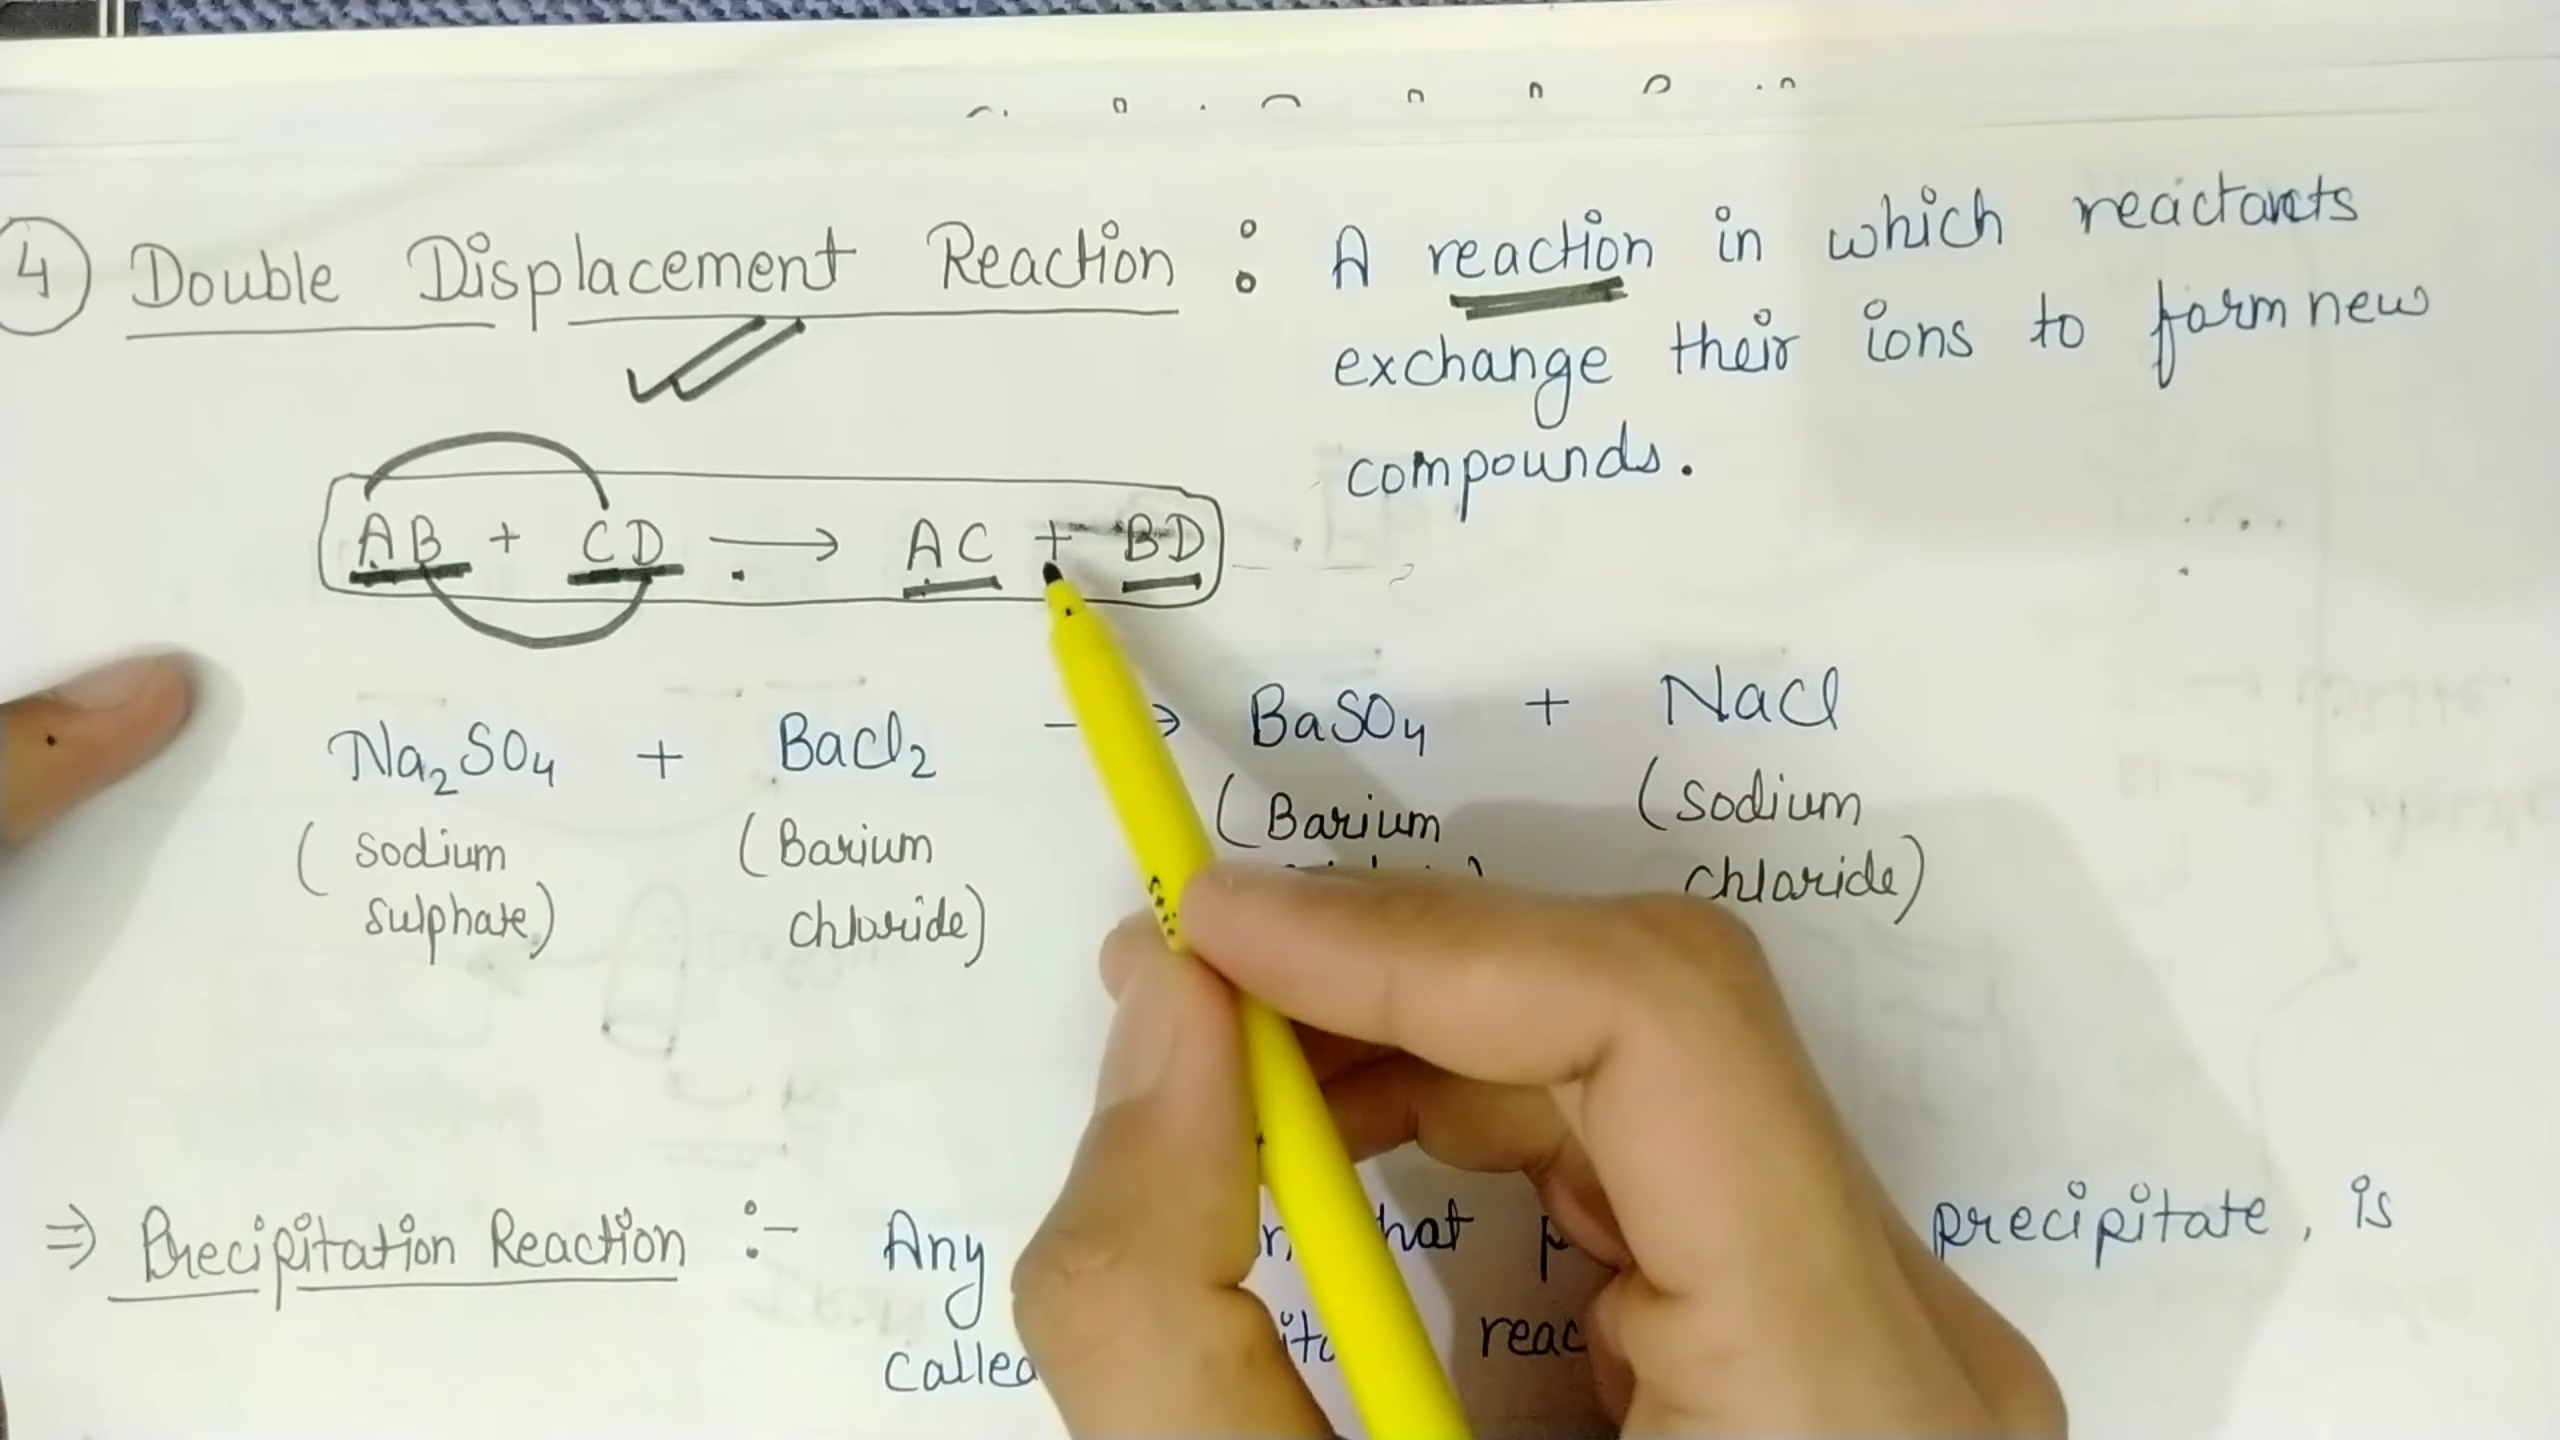 4 Double Displacement Reaction : A reaction in which reactants
exchange their ions to form new
compounds.
AB + CD → AC + BD
Na₂SO₄ + BaCl₂ → BaSO₄ + NaCl
(Sodium sulphate) (Barium chloride) (Barium (Sodium chloride)
⇒ Precipitation Reaction :- Any precipitate, is
called